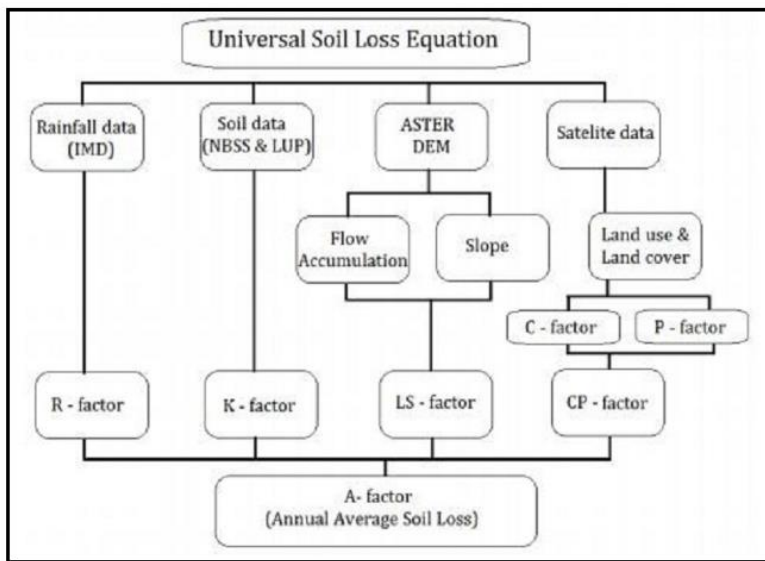 Universal Soil Loss Equation
Rainfall data
(IMD)
Soil data
(NBSS & LUP)
ASTER
DEM
Satelite data
Flow
Accumulation
Slope
Land use &
Land cover
C - factor
P - factor
R - factor
K - factor
LS - factor
CP - factor
A- factor
(Annual Average Soil Loss)